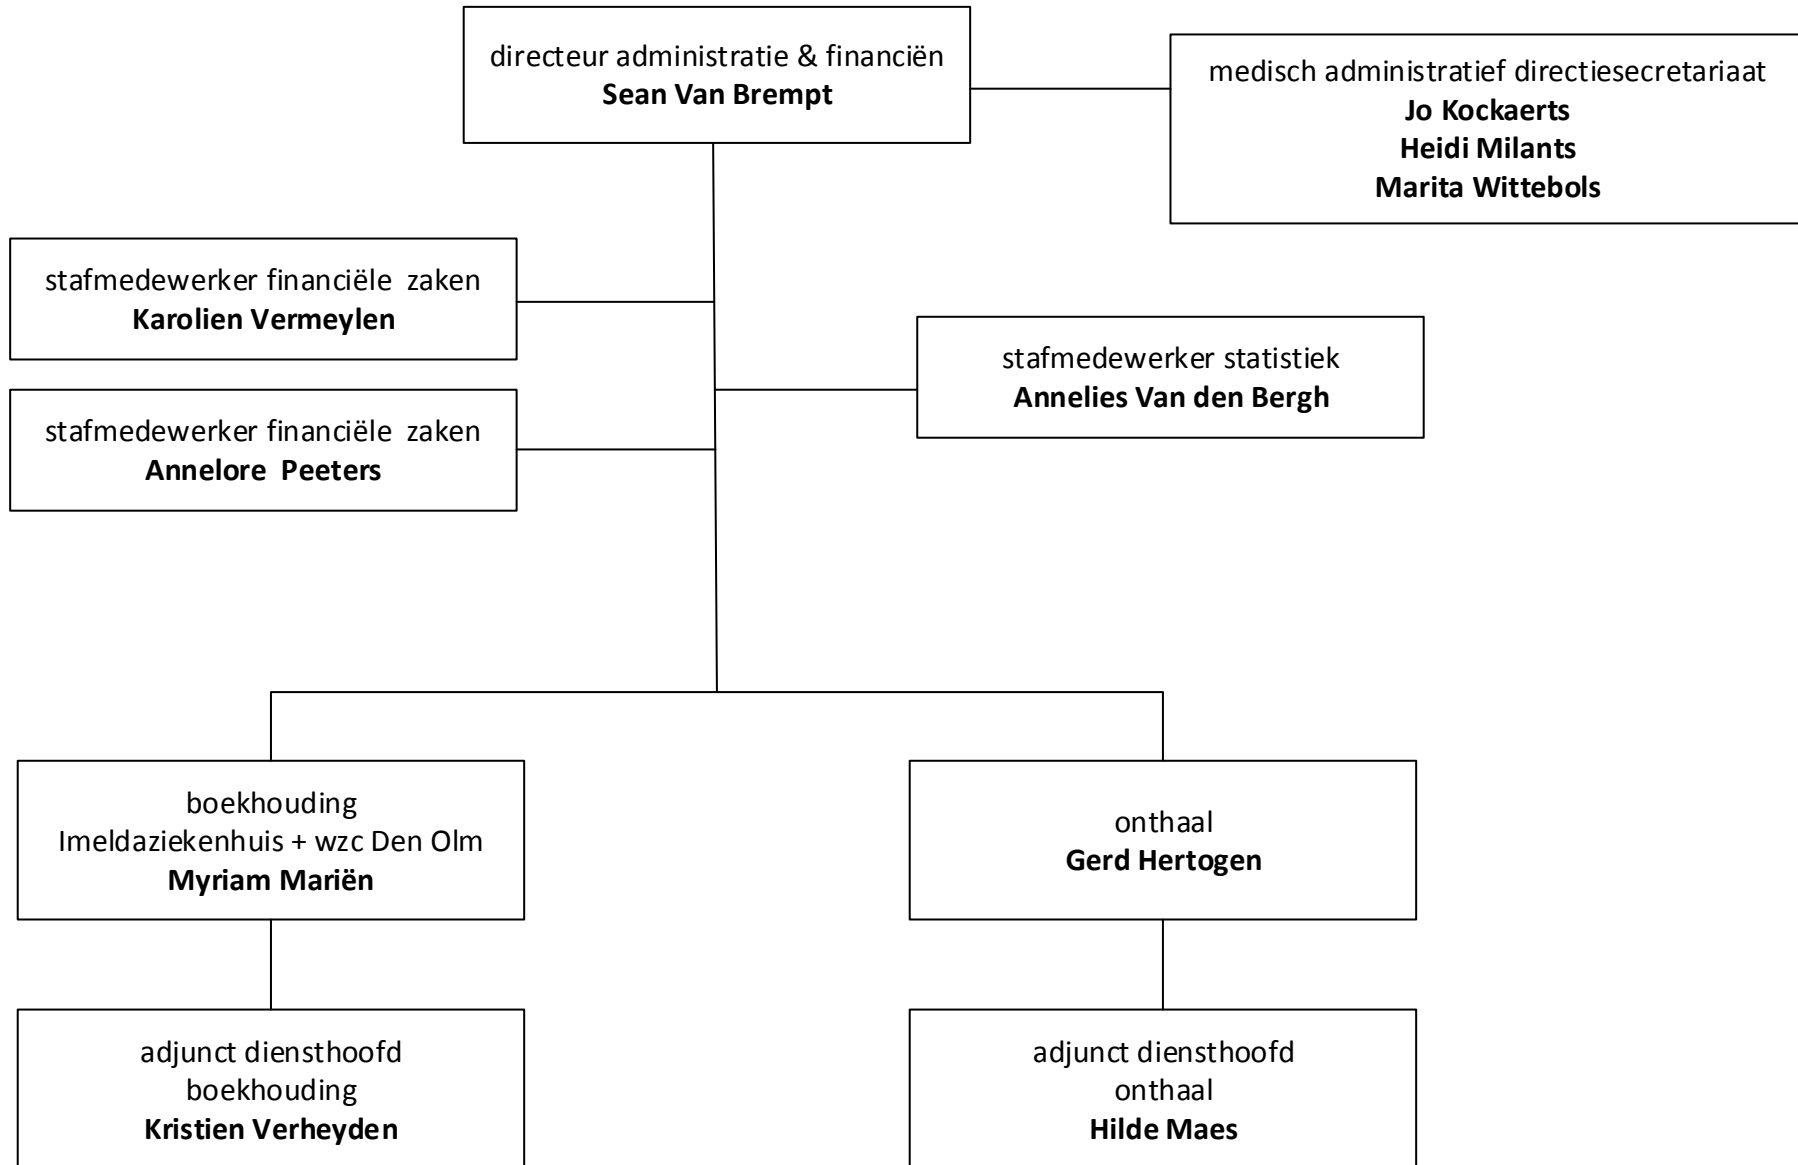 directeur administratie & financiën
Sean Van Brempt
medisch administratief directiesecretariaat
Jo Kockaerts
Heidi Milants
Marita Wittebols
stafmedewerker financiële  zaken
Karolien Vermeylen
stafmedewerker statistiek
Annelies Van den Bergh
stafmedewerker financiële  zaken
Annelore  Peeters
boekhouding
Imeldaziekenhuis + wzc Den Olm
Myriam Mariën
onthaal
Gerd Hertogen
adjunct diensthoofd
boekhouding
Kristien Verheyden
adjunct diensthoofd
onthaal
Hilde Maes